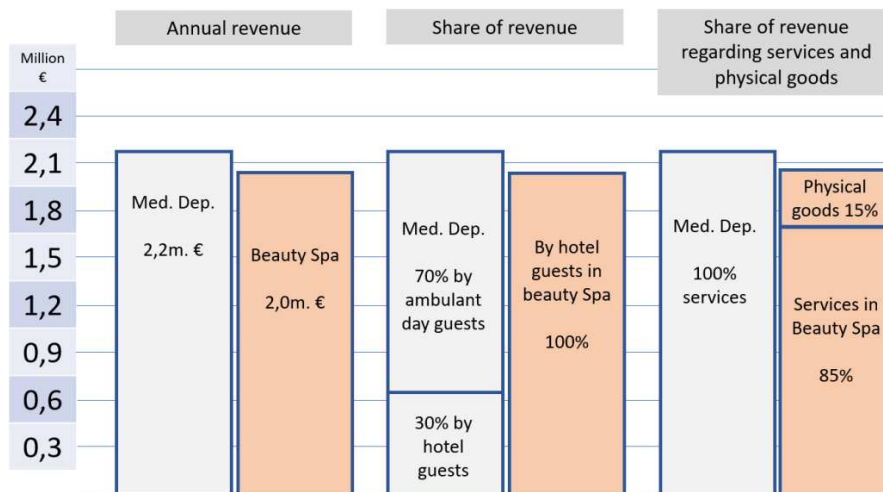 Annual revenue
Share of revenue
Share of revenue
regarding services and
physical goods
Million
€
2,4
2,1
1,8
1,5
1,2
0,9
0,6
0,3
Med. Dep.
2,2m. €
Beauty Spa
2,0m. €
Med. Dep.
70% by
ambulant
day guests
30% by
hotel
guests
By hotel
guests in
beauty Spa
100%
Med. Dep.
100%
services
Physical
goods 15%
Services in
Beauty Spa
85%